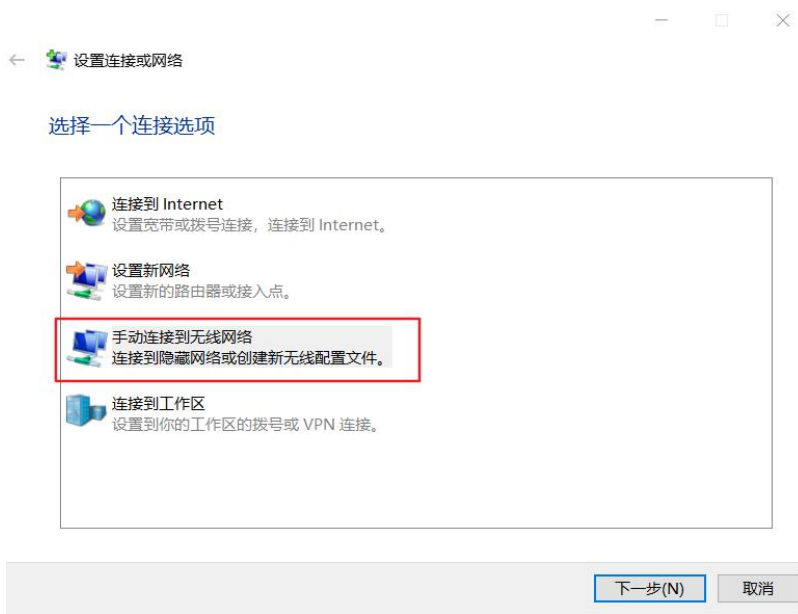 设置连接或网络
选择一个连接选项
连接到 Internet
设置宽带或拨号连接，连接到 Internet。
设置新网络
设置新的路由器或接入点。
手动连接到无线网络
连接到隐藏网络或创建新无线配置文件。
连接到工作区
设置到你的工作区的拨号或 VPN 连接。
下一步(N)
取消